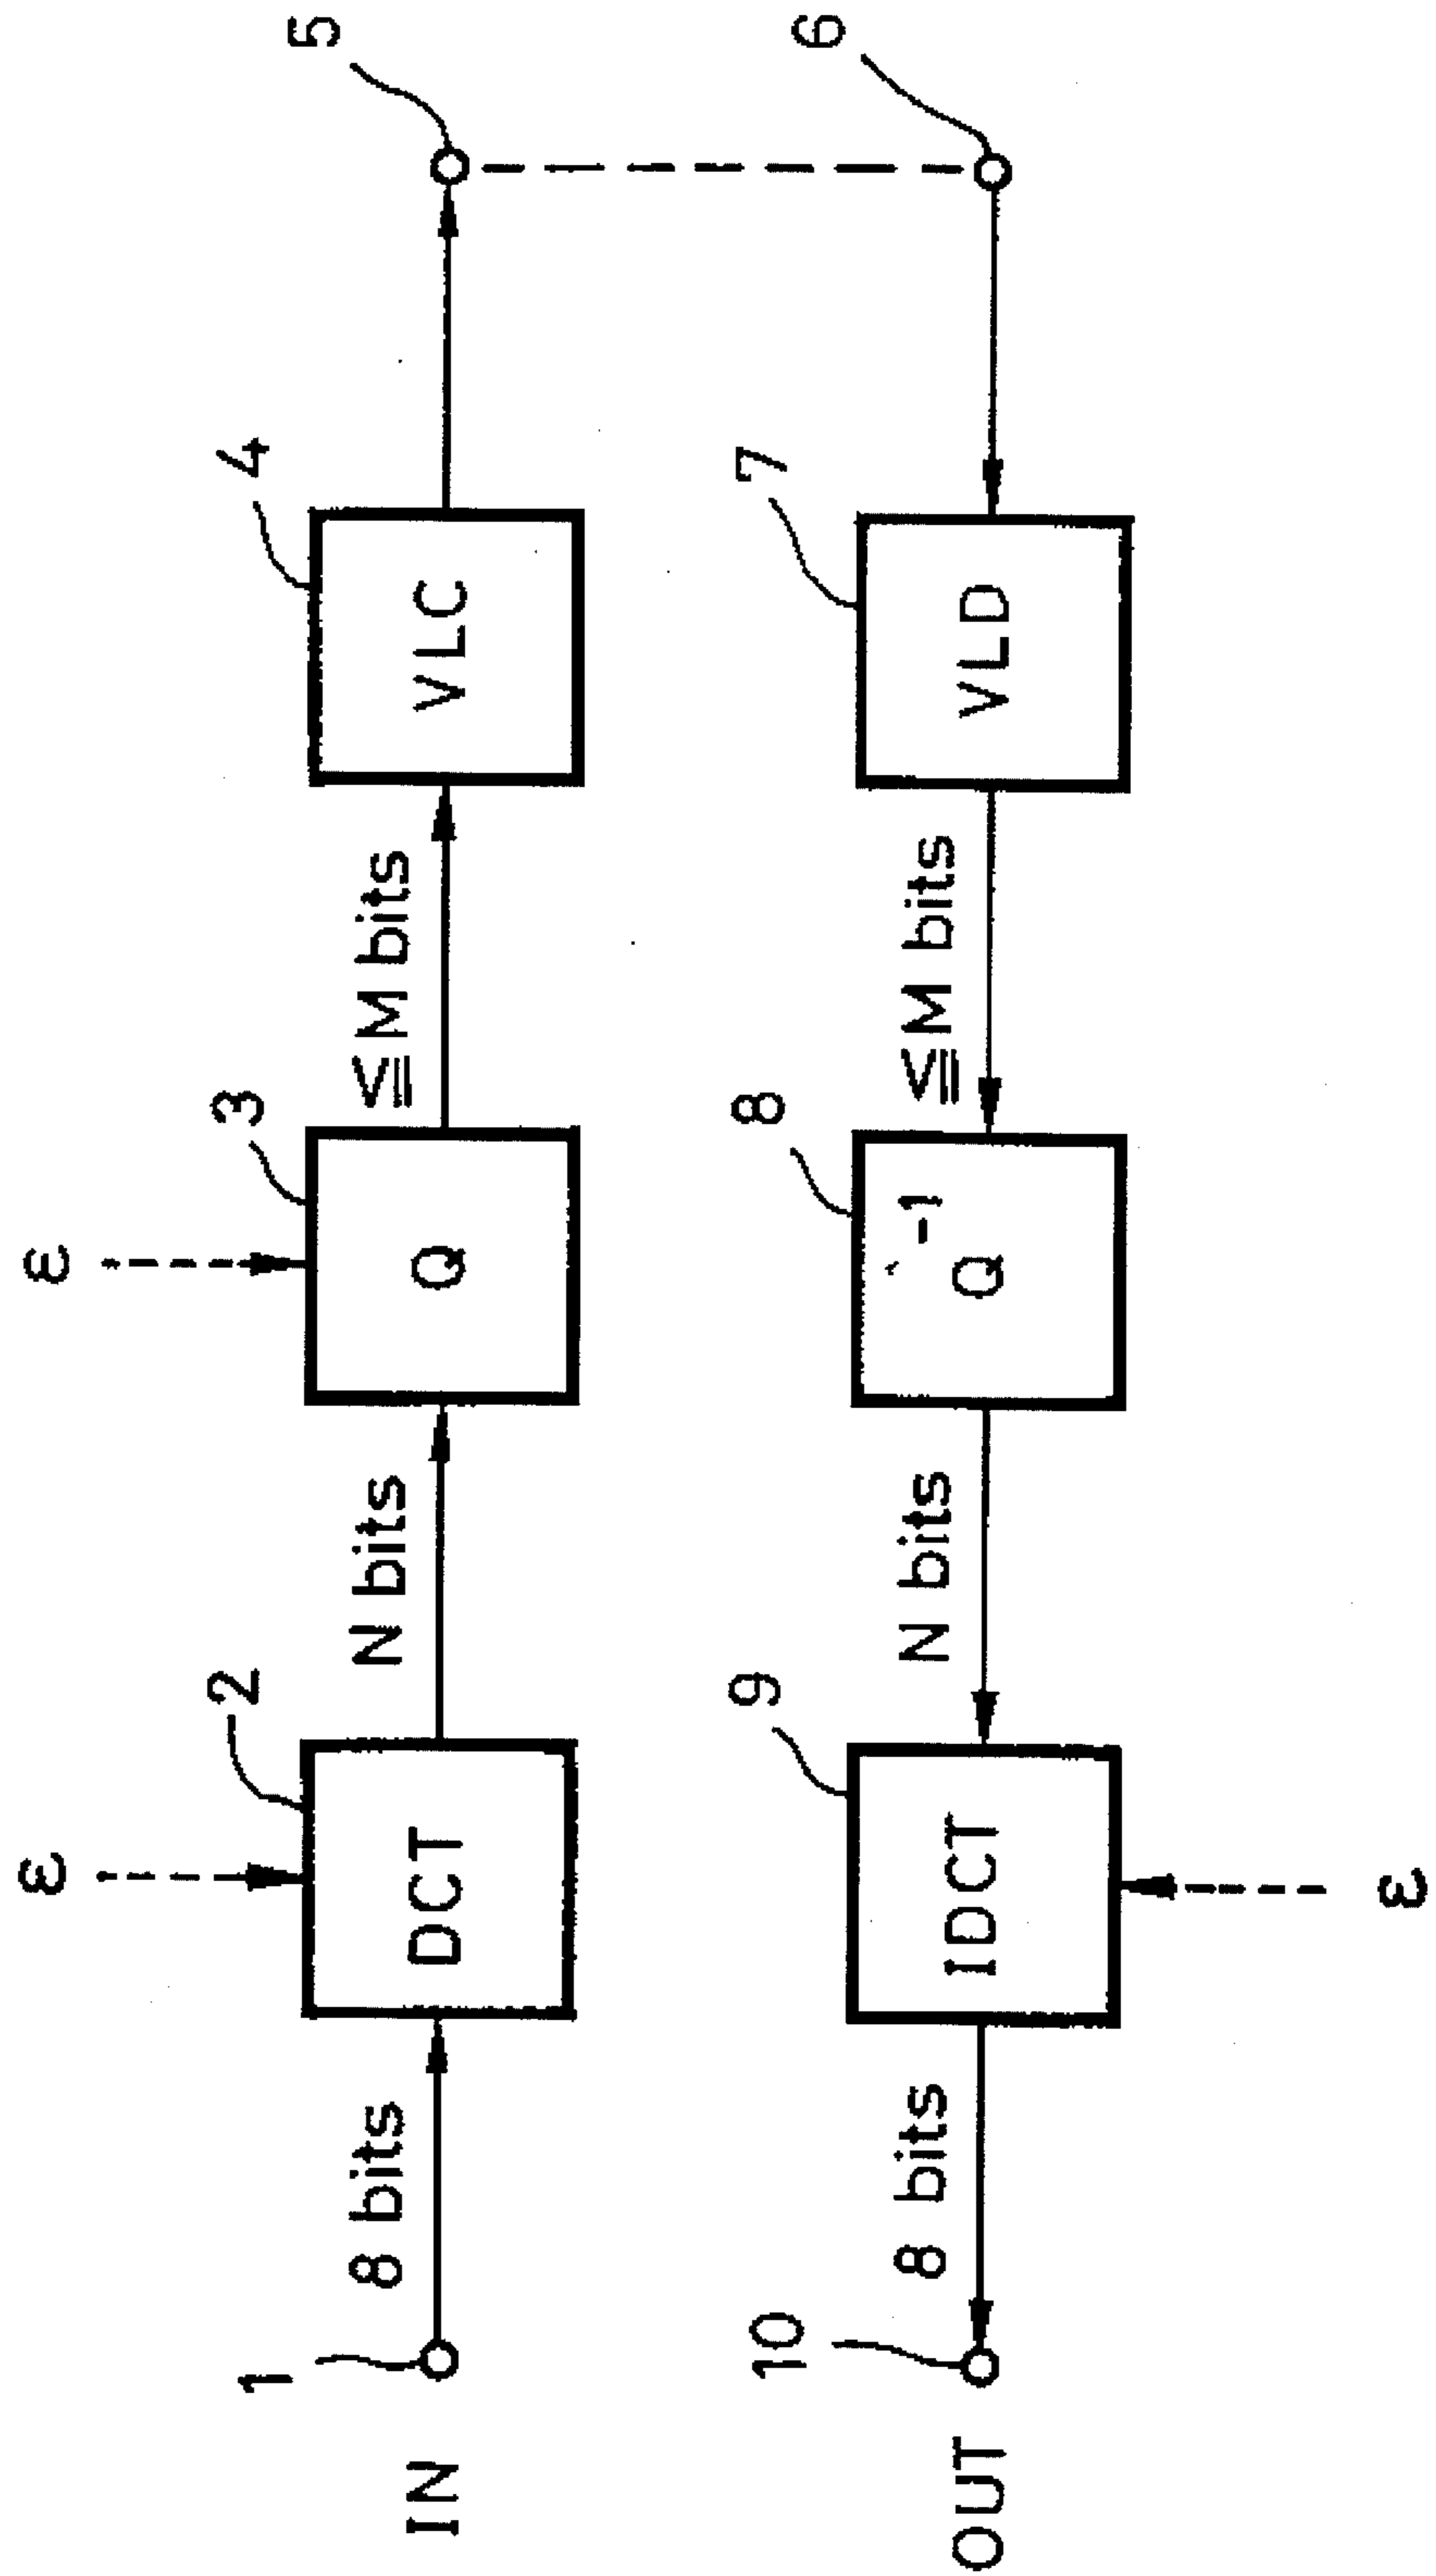 ε
ε
2
3
4
5
1
8 bits
N bits
≦M bits
IN
DCT
Q
VLC
10
9
8
7
6
8 bits
N bits
≦M bits
OUT
IDCT
Q⁻¹
VLD
ε